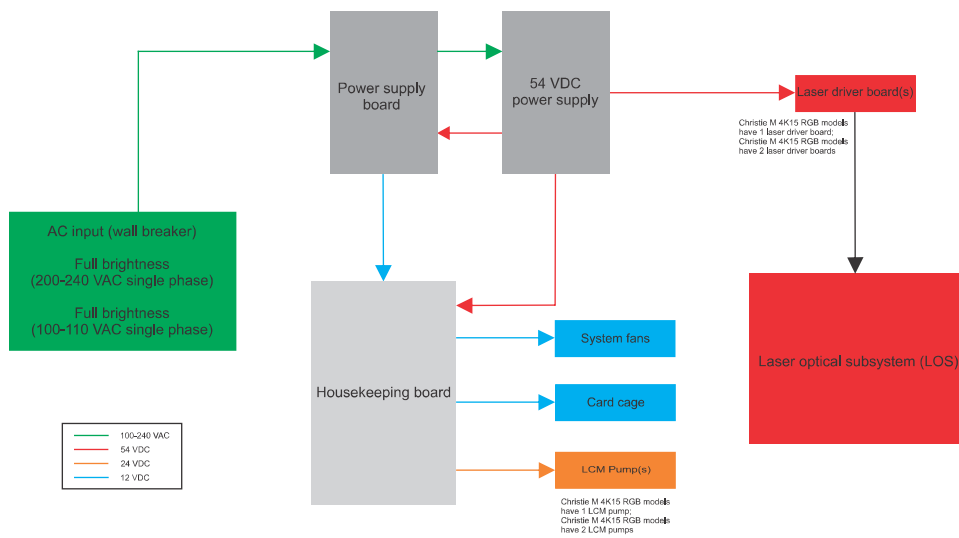 Power supply
board
54 VDC
power supply
Laser driver board(s)
Christie M 4K15 RGB models
have 1 laser driver board;
Christie M 4K15 RGB models
have 2 laser driver boards
AC input (wall breaker)
Full brightness
(200-240 VAC single phase)
Full brightness
(100-110 VAC single phase)
Housekeeping board
System fans
Card cage
LCM Pump(s)
Christie M 4K15 RGB models
have 1 LCM pump;
Christie M 4K15 RGB models
have 2 LCM pumps
Laser optical subsystem (LOS)
100-240 VAC
54 VDC
24 VDC
12 VDC